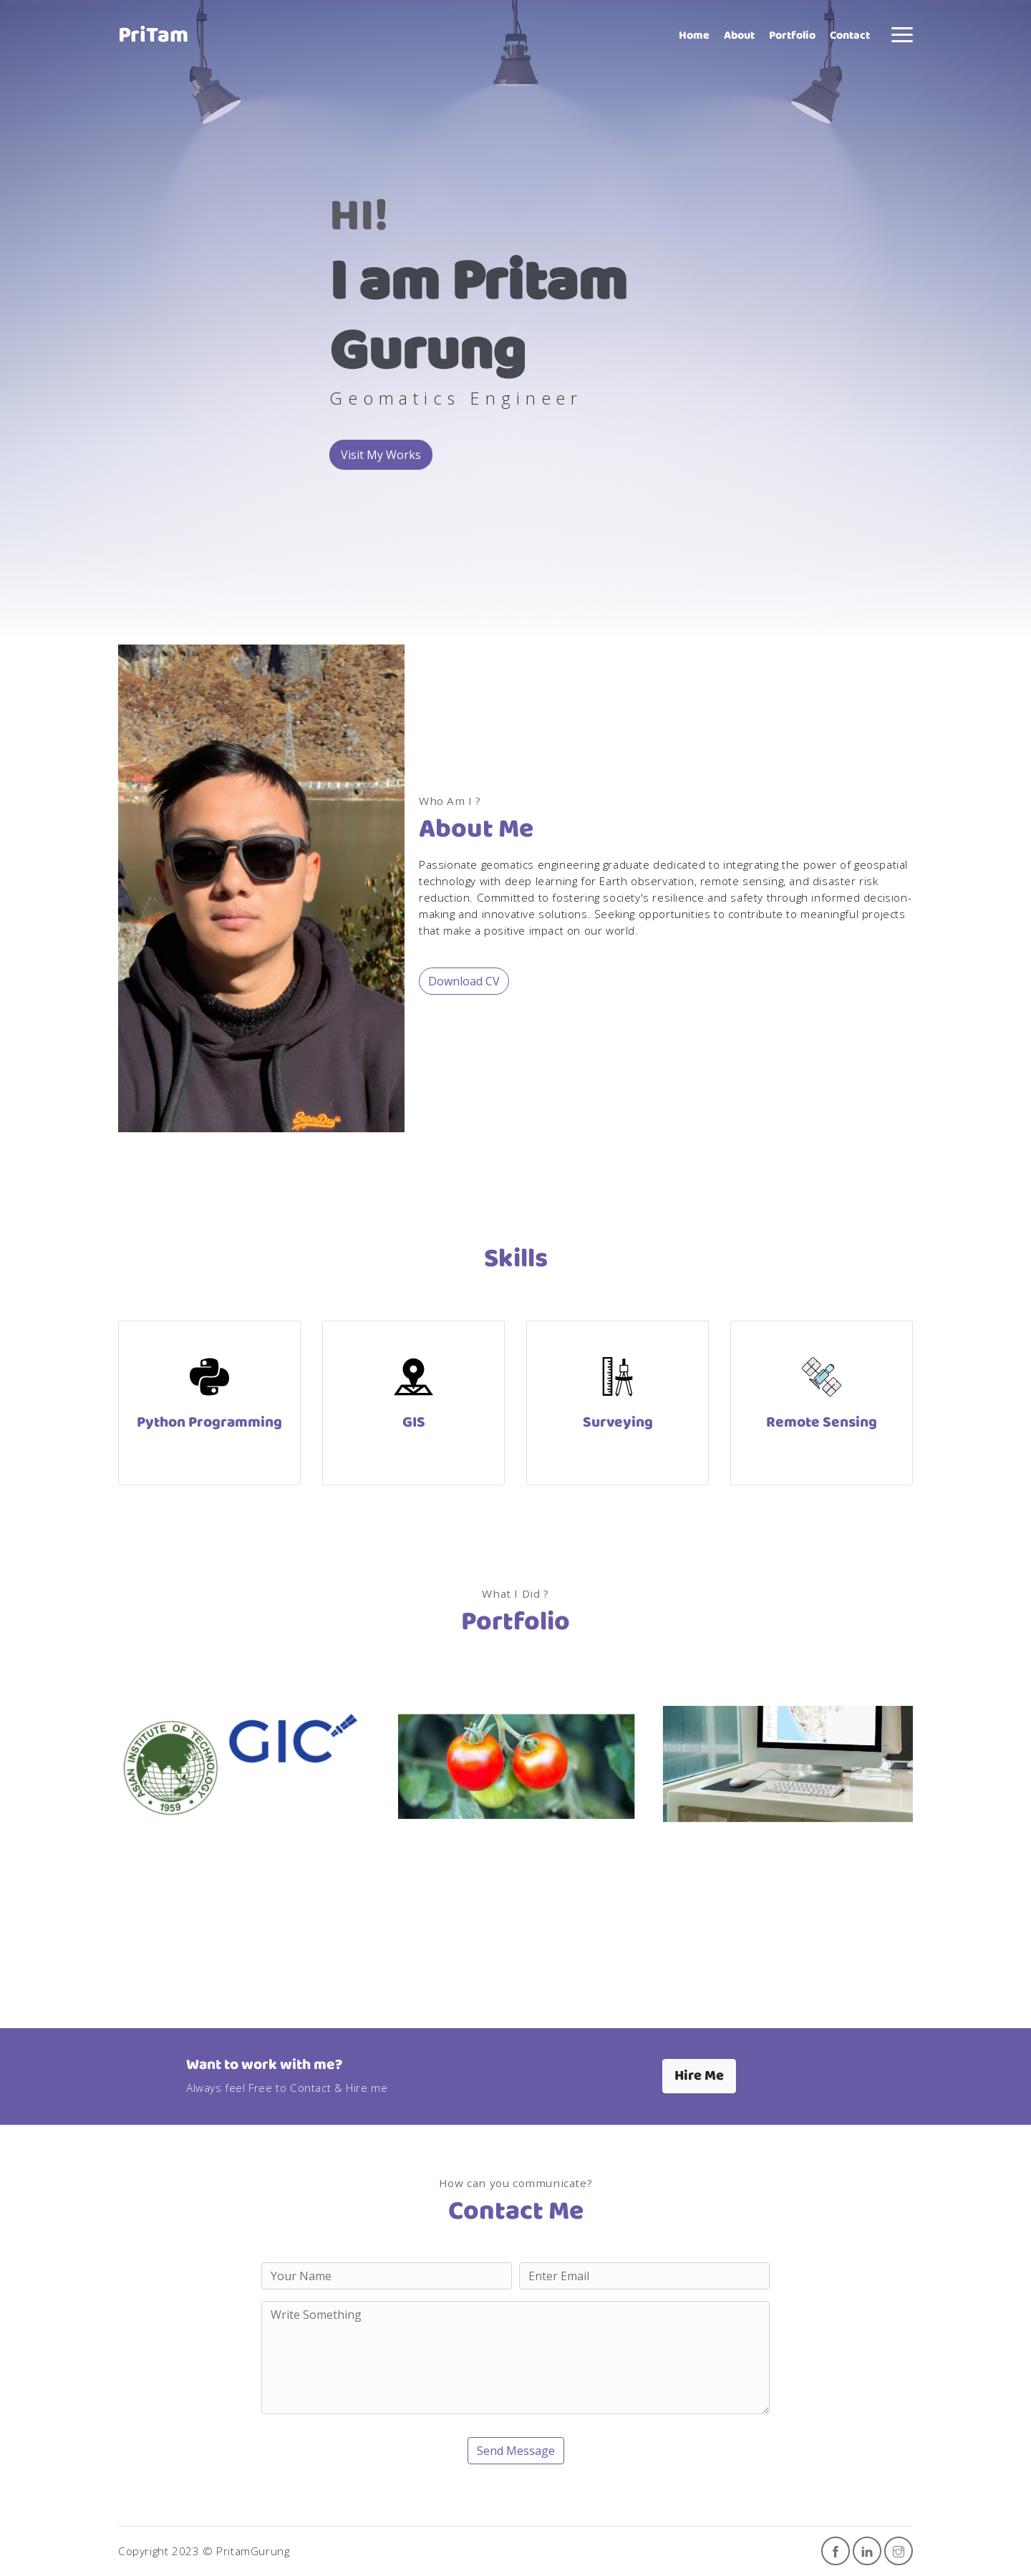 PriTam
Home About Portfolio Contact
HI!
I am Pritam
Gurung
Geomatics Engineer
Visit My Works
Who Am I ?
About Me
Passionate geomatics engineering graduate dedicated to integrating the power of geospatial
technology with deep learning for Earth observation, remote sensing, and disaster risk
reduction. Committed to fostering society's resilience and safety through informed decision-
making and innovative solutions. Seeking opportunities to contribute to meaningful projects
that make a positive impact on our world.
Download CV
SuperDry
Skills
Python Programming
GIS
Surveying
Remote Sensing
What I Did ?
Portfolio
ASIAN INSTITUTE OF TECHNOLOGY
1959
GIC
Want to work with me?
Always feel Free to Contact & Hire me
Hire Me
How can you communicate?
Contact Me
Your Name
Enter Email
Write Something
Send Message
Copyright 2023 © PritamGurung